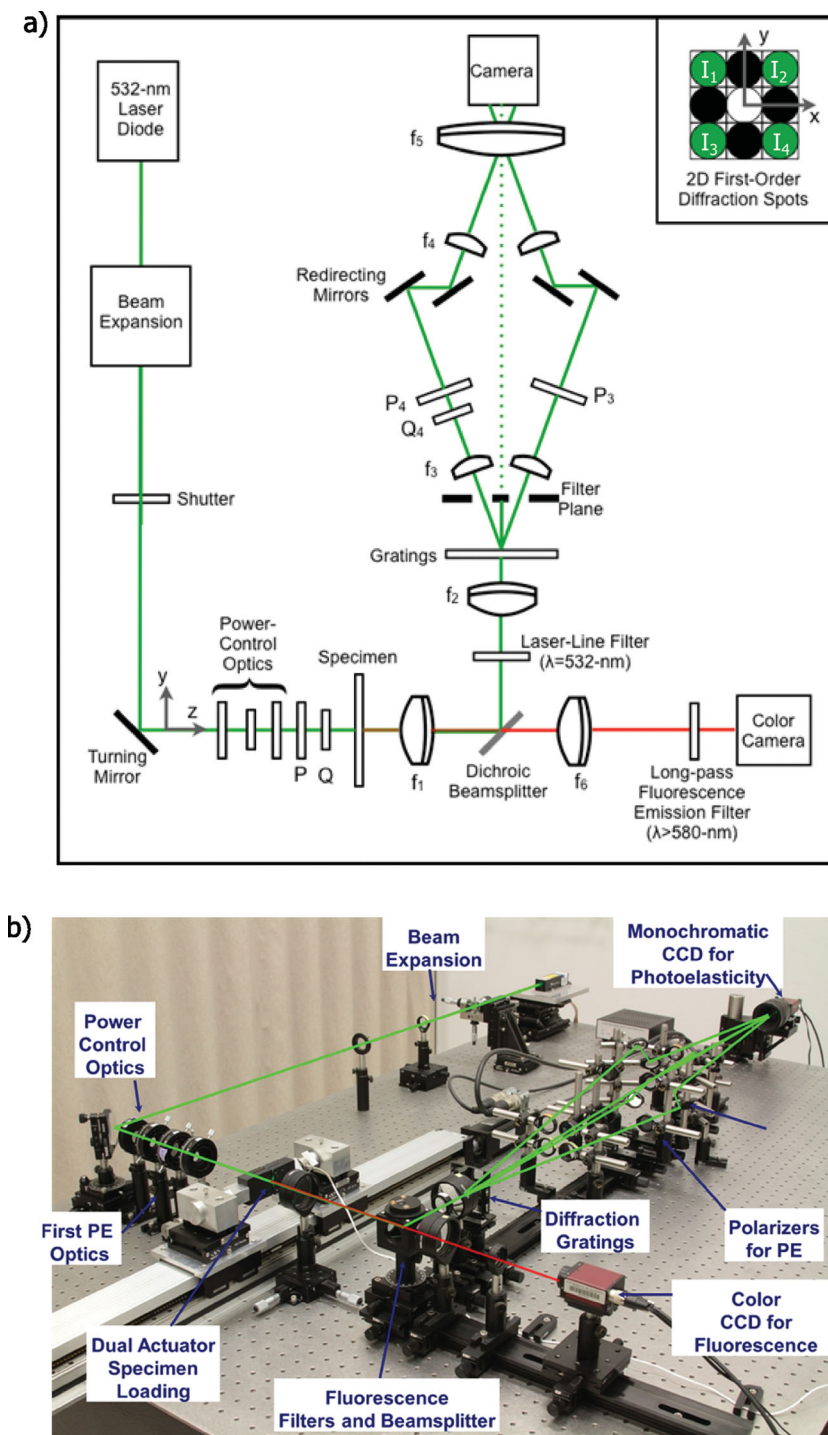 a)
532-nm
Laser
Diode
Beam
Expansion
Shutter
Turning
Mirror
y
z
Power-
Control
Optics
P
Q
Specimen
f1
Dichroic
Beamsplitter
f6
Long-pass
Fluorescence
Emission Filter
(λ>580-nm)
Color
Camera
Laser-Line Filter
(λ=532-nm)
f2
Gratings
Filter
Plane
f3
Q4
P4
P3
Redirecting
Mirrors
f4
f5
Camera
y
x
I1
I2
I3
I4
2D First-Order
Diffraction Spots
b)
Beam
Expansion
Monochromatic
CCD for
Photoelasticity
Power
Control
Optics
First PE
Optics
Dual Actuator
Specimen
Loading
Fluorescence
Filters and Beamsplitter
Diffraction
Gratings
Polarizers
for PE
Color
CCD for
Fluorescence